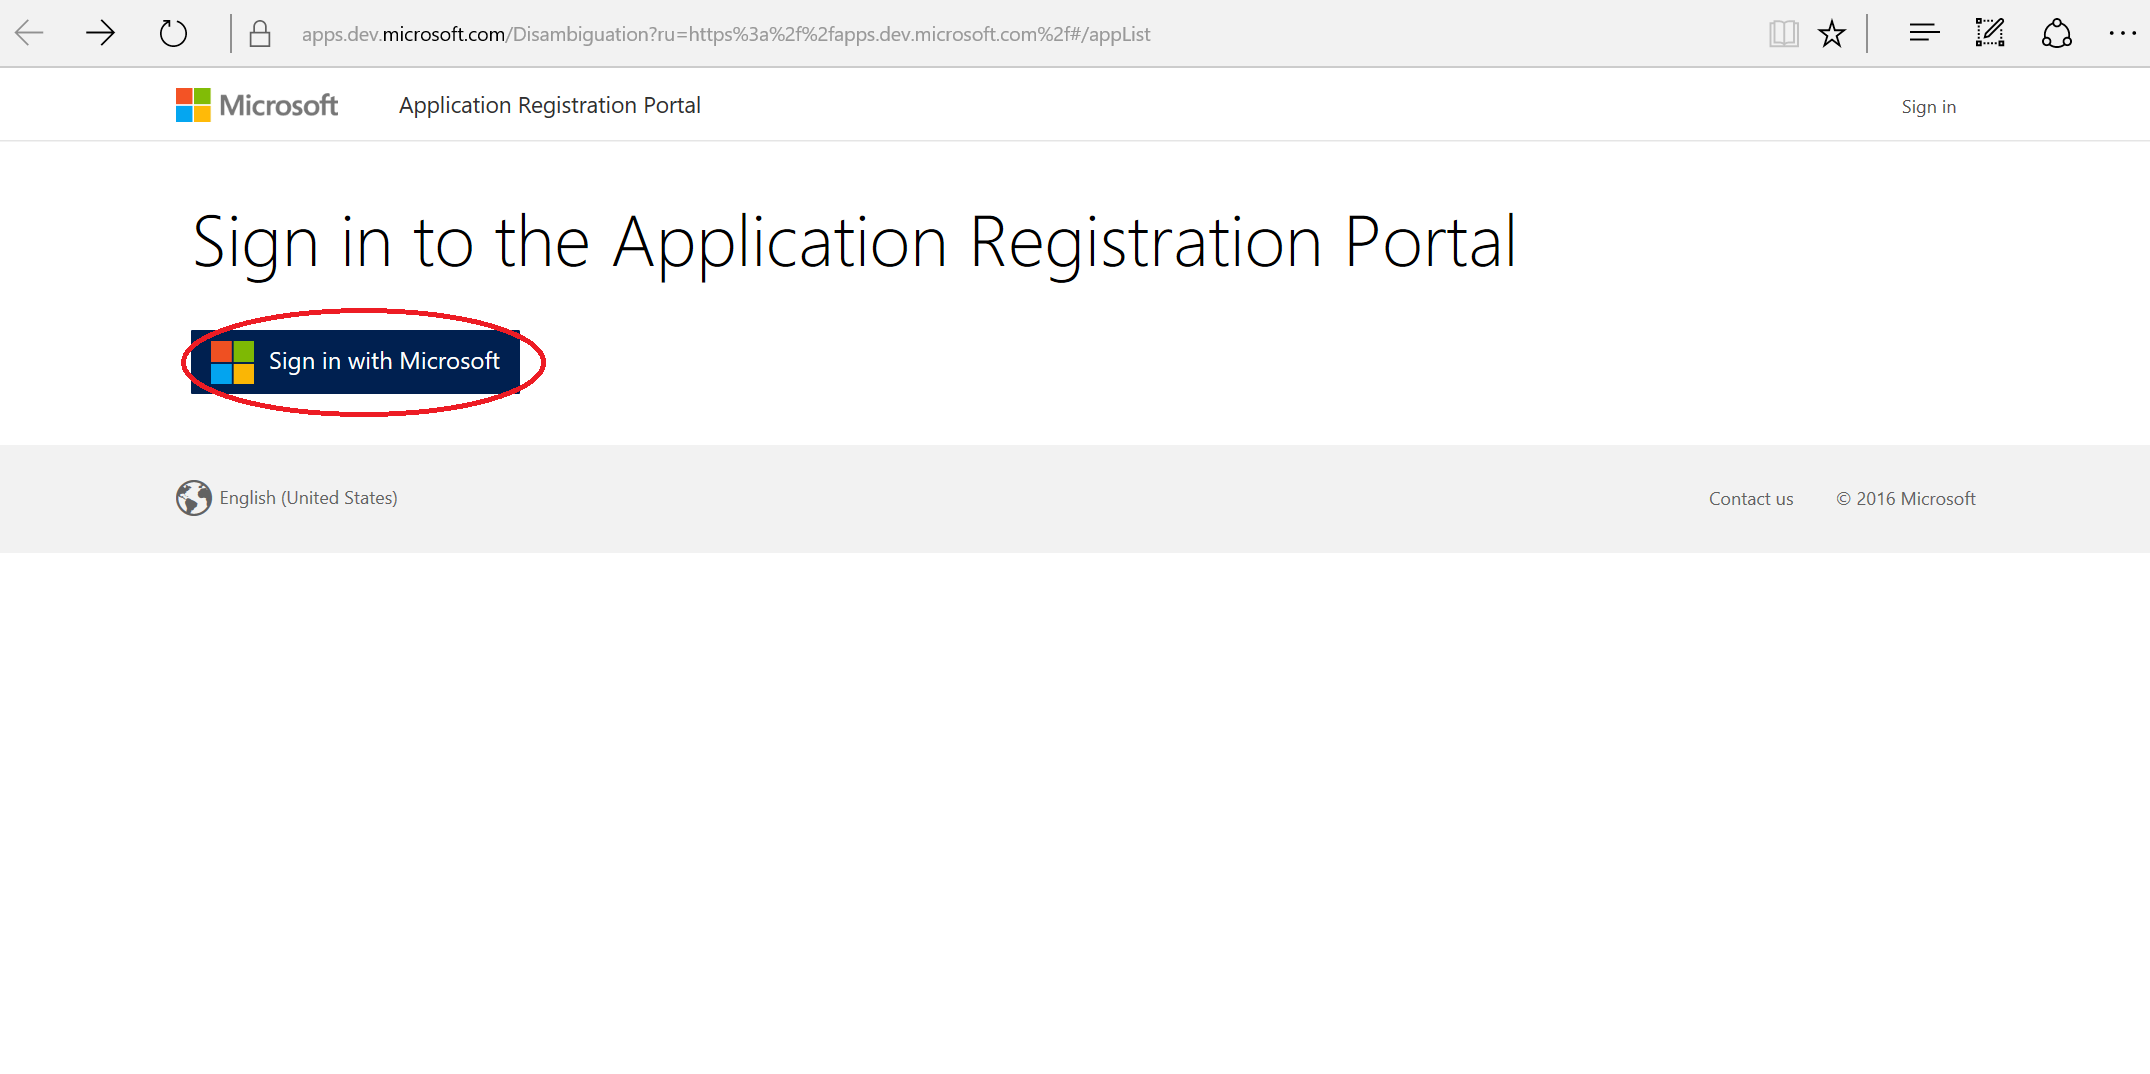 apps.dev.microsoft.com/Disambiguation?ru=https%3a%2f%2fapps.dev.microsoft.com%2f#/appList
Microsoft Application Registration Portal Sign in
Sign in to the Application Registration Portal
Sign in with Microsoft
English (United States) Contact us © 2016 Microsoft